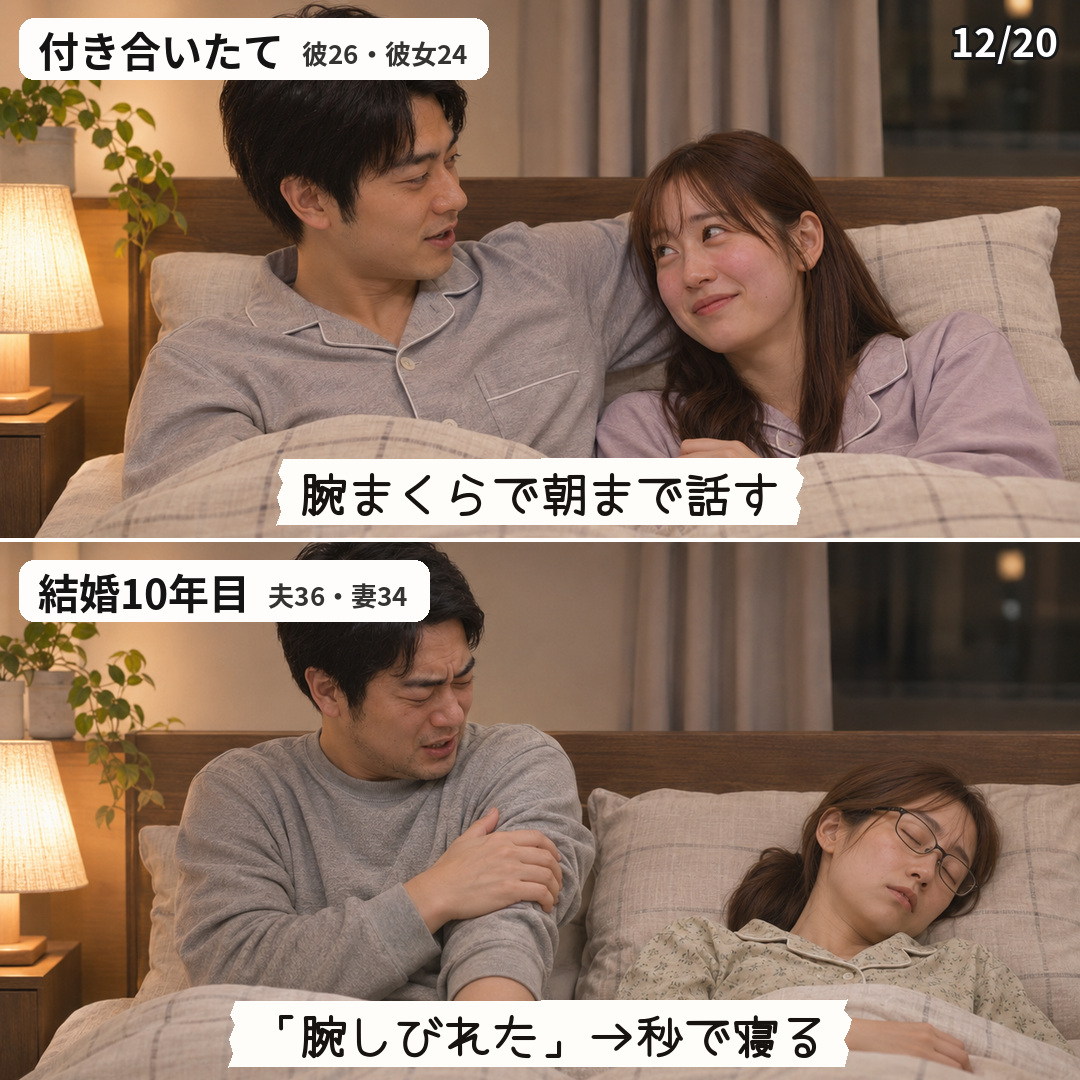 付き合いたて 彼26・彼女24
12/20
腕まくらで朝まで話す
結婚10年目 夫36・妻34
「腕しびれた」→秒で寝る